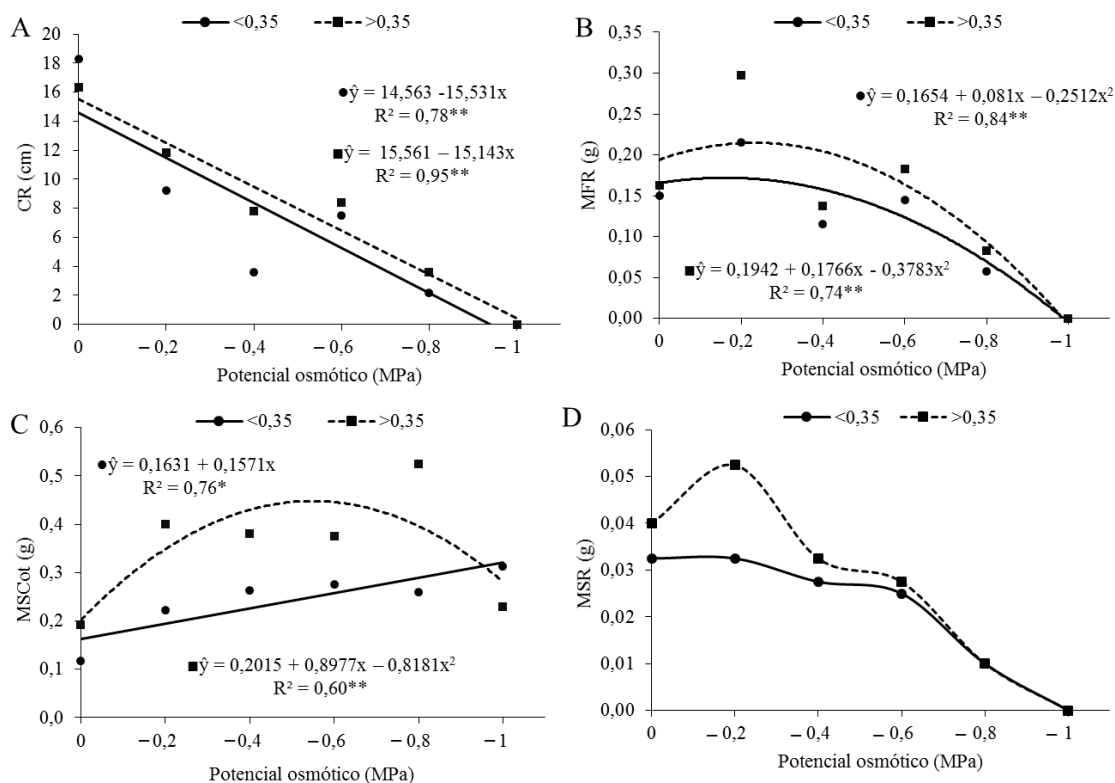 A
<0,35 >0,35
CR (cm)
18
16
14
12
10
8
6
4
2
0
ŷ = 14,563 -15,531x
R² = 0,78**
ŷ = 15,561 – 15,143x
R² = 0,95**
0 – 0,2 – 0,4 – 0,6 – 0,8 – 1
Potencial osmótico (MPa)
B
<0,35 >0,35
MFR (g)
0,35
0,30
0,25
0,20
0,15
0,10
0,05
0,00
ŷ = 0,1654 + 0,081x – 0,2512x²
R² = 0,84**
ŷ = 0,1942 + 0,1766x - 0,3783x²
R² = 0,74**
0 – 0,2 – 0,4 – 0,6 – 0,8 – 1
Potencial osmótico (MPa)
C
<0,35 >0,35
MSCot (g)
0,6
0,5
0,4
0,3
0,2
0,1
0,0
ŷ = 0,1631 + 0,1571x
R² = 0,76*
ŷ = 0,2015 + 0,8977x – 0,8181x²
R² = 0,60**
0 – 0,2 – 0,4 – 0,6 – 0,8 – 1
Potencial osmótico (MPa)
D
<0,35 >0,35
MSR (g)
0,06
0,05
0,04
0,03
0,02
0,01
0,00
0 – 0,2 – 0,4 – 0,6 – 0,8 – 1
Potencial osmótico (MPa)